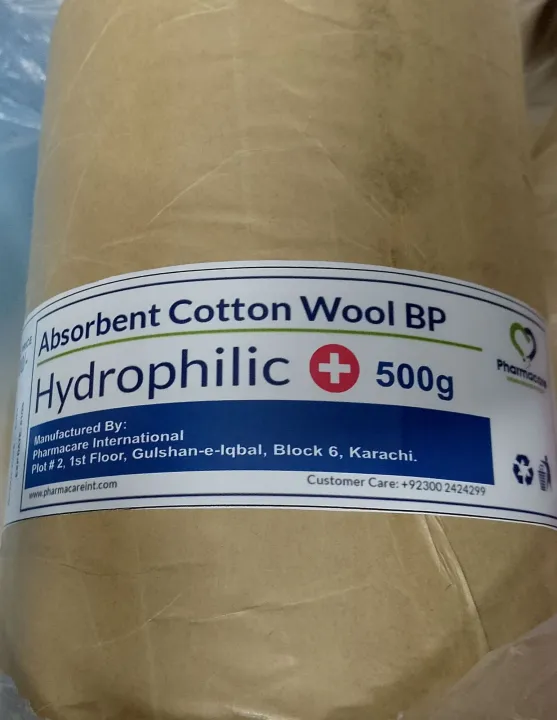 Absorbent Cotton Wool BP
Hydrophilic 500g
Pharmacare
Manufactured By:
Pharmacare International
Plot # 2, 1st Floor, Gulshan-e-Iqbal, Block 6, Karachi.
www.pharmacareint.com
Customer Care: +92300 2424299